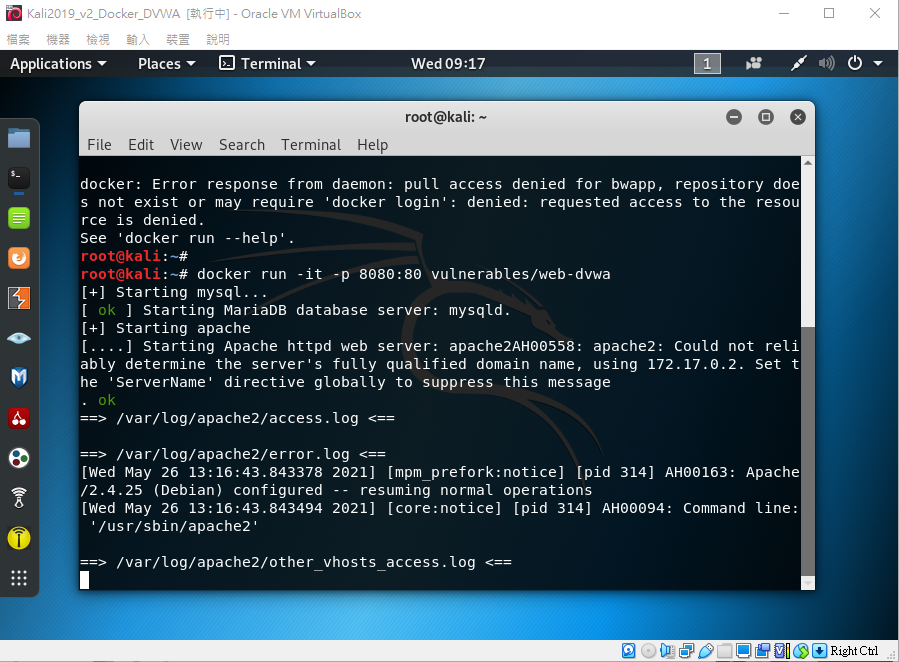 Kali2019_v2_Docker_DVWA [執行中] - Oracle VM VirtualBox
檔案 機器 檢視 輸入 裝置 說明
Applications Places Terminal Wed 09:17 1
root@kali: ~
File Edit View Search Terminal Help
docker: Error response from daemon: pull access denied for bwapp, repository doe
s not exist or may require 'docker login': denied: requested access to the resou
rce is denied.
See 'docker run --help'.
root@kali:~#
root@kali:~# docker run -it -p 8080:80 vulnerables/web-dvwa
[+] Starting mysql...
[ ok ] Starting MariaDB database server: mysqld.
[+] Starting apache
[....] Starting Apache httpd web server: apache2AH00558: apache2: Could not reli
ably determine the server's fully qualified domain name, using 172.17.0.2. Set t
he 'ServerName' directive globally to suppress this message
. ok
==> /var/log/apache2/access.log <==
==> /var/log/apache2/error.log <==
[Wed May 26 13:16:43.843378 2021] [mpm_prefork:notice] [pid 314] AH00163: Apache
/2.4.25 (Debian) configured -- resuming normal operations
[Wed May 26 13:16:43.843494 2021] [core:notice] [pid 314] AH00094: Command line:
 '/usr/sbin/apache2'
==> /var/log/apache2/other_vhosts_access.log <==
Right Ctrl